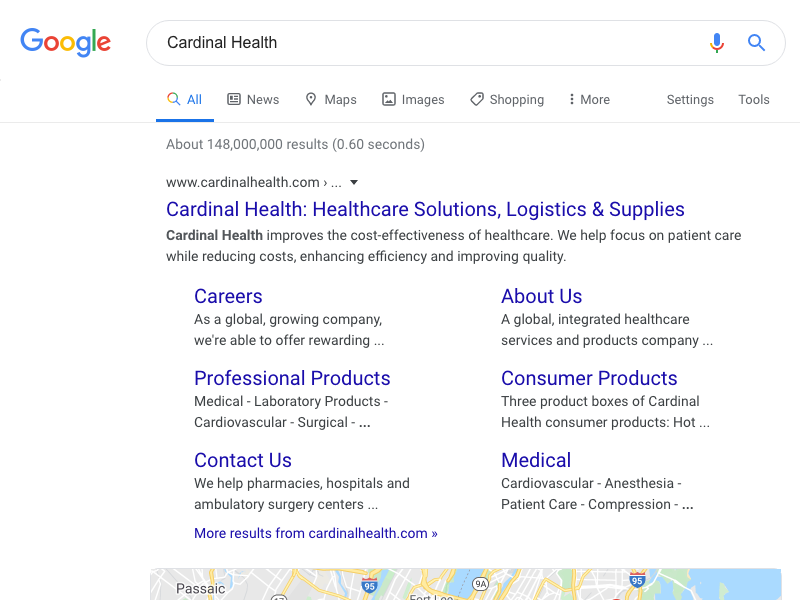 Google
Cardinal Health
All News Maps Images Shopping More Settings Tools
About 148,000,000 results (0.60 seconds)
www.cardinalhealth.com › ...
Cardinal Health: Healthcare Solutions, Logistics & Supplies
Cardinal Health improves the cost-effectiveness of healthcare. We help focus on patient care
while reducing costs, enhancing efficiency and improving quality.
Careers
As a global, growing company,
we're able to offer rewarding ...
About Us
A global, integrated healthcare
services and products company ...
Professional Products
Medical - Laboratory Products -
Cardiovascular - Surgical - ...
Consumer Products
Three product boxes of Cardinal
Health consumer products: Hot ...
Contact Us
We help pharmacies, hospitals and
ambulatory surgery centers ...
Medical
Cardiovascular - Anesthesia -
Patient Care - Compression - ...
More results from cardinalhealth.com »
Passaic
95
9A
95
Fort Lee